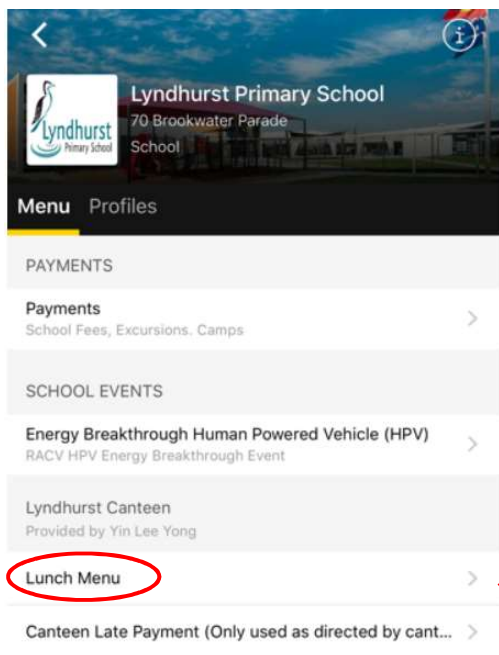 Lyndhurst Primary School
70 Brookwater Parade
School
Lyndhurst
Primary School
Menu Profiles
PAYMENTS
Payments
School Fees, Excursions. Camps
SCHOOL EVENTS
Energy Breakthrough Human Powered Vehicle (HPV)
RACV HPV Energy Breakthrough Event
Lyndhurst Canteen
Provided by Yin Lee Yong
Lunch Menu
Canteen Late Payment (Only used as directed by cant...